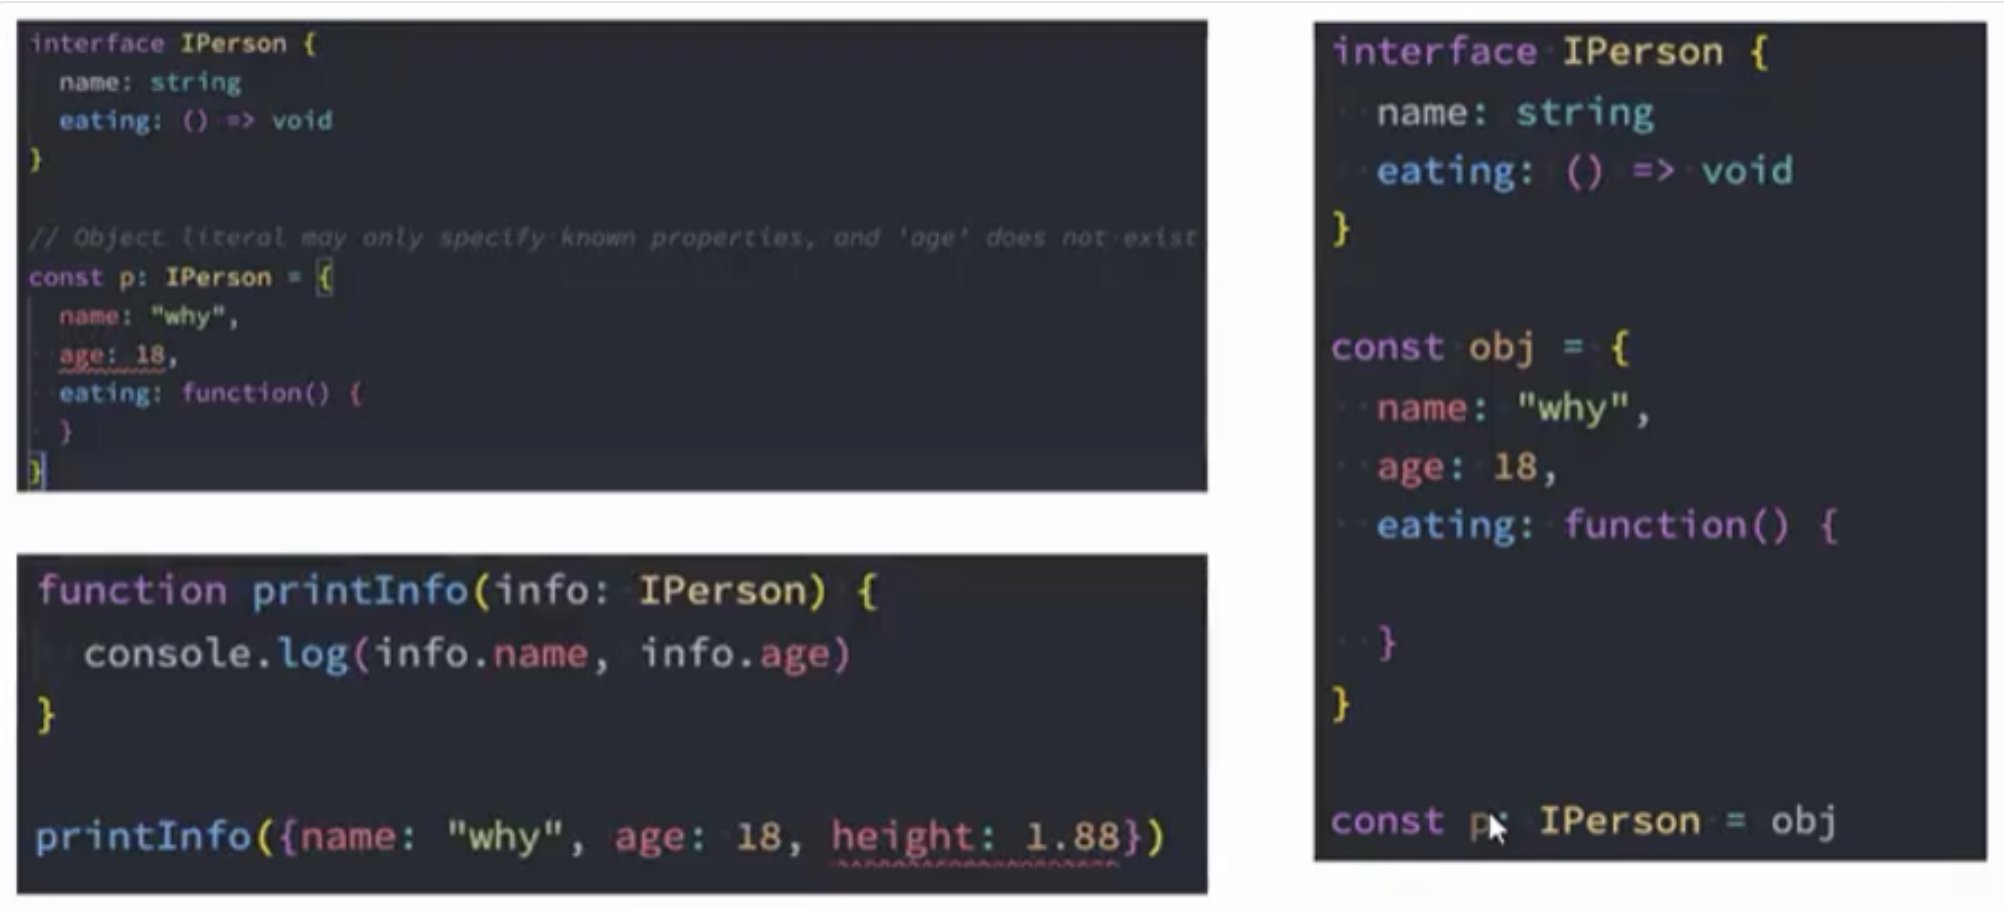 interface IPerson {
  name: string
  eating: () => void
}
// Object literal may only specify known properties, and 'age' does not exist
const p: IPerson = {
  name: "why",
  age: 18,
  eating: function() {
  }
}
function printInfo(info: IPerson) {
  console.log(info.name, info.age)
}
printInfo({name: "why", age: 18, height: 1.88})
interface IPerson {
  name: string
  eating: () => void
}
const obj = {
  name: "why",
  age: 18,
  eating: function() {
  }
}
const p: IPerson = obj